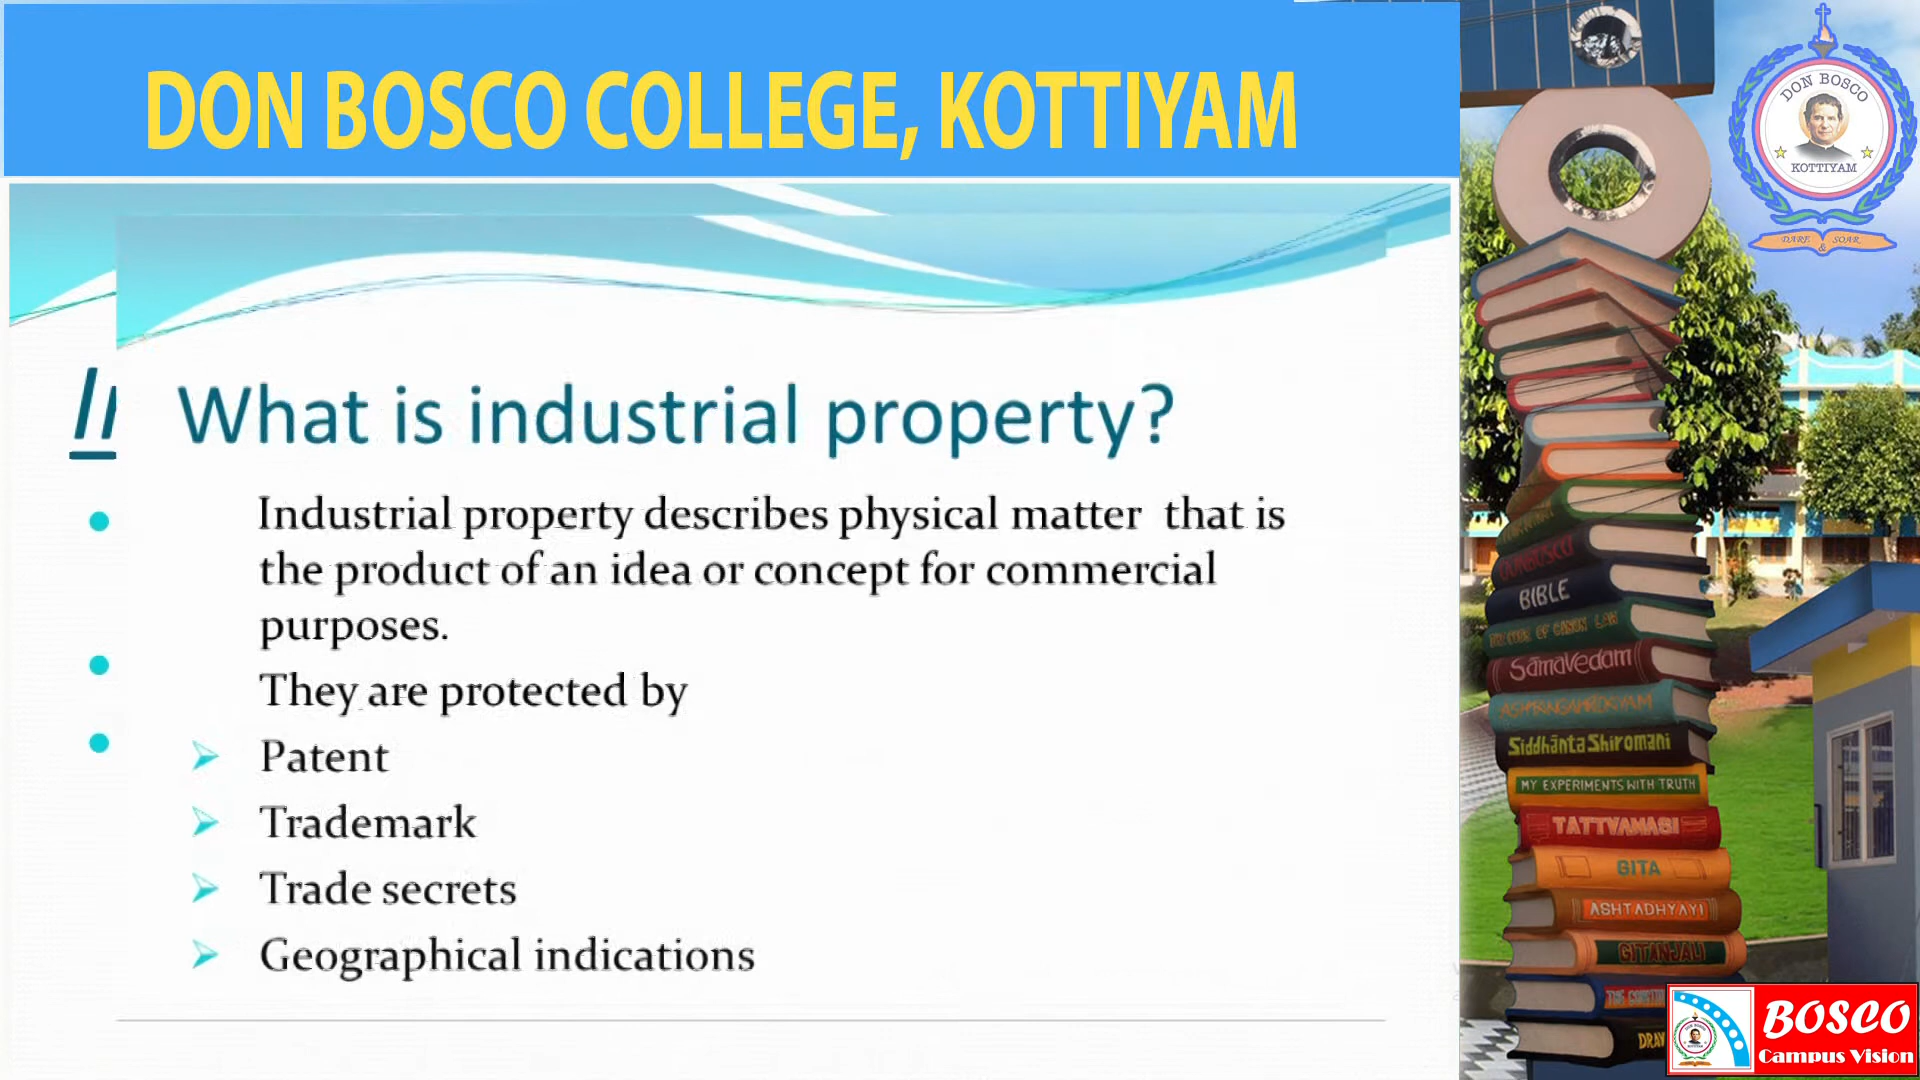 DON BOSCO COLLEGE, KOTTIYAM
What is industrial property?
Industrial property describes physical matter that is
the product of an idea or concept for commercial
purposes.
They are protected by
Patent
Trademark
Trade secrets
Geographical indications
DON BOSCO
KOTTIYAM
DARE & SOAR
BIBLE
SāmaVedam
ASHTANGAHRDAYAM
Siddhānta Shiromani
MY EXPERIMENTS WITH TRUTH
TATTVAMASI
GITA
ASHTADHYAYI
GITANJALI
BOSCO
Campus Vision